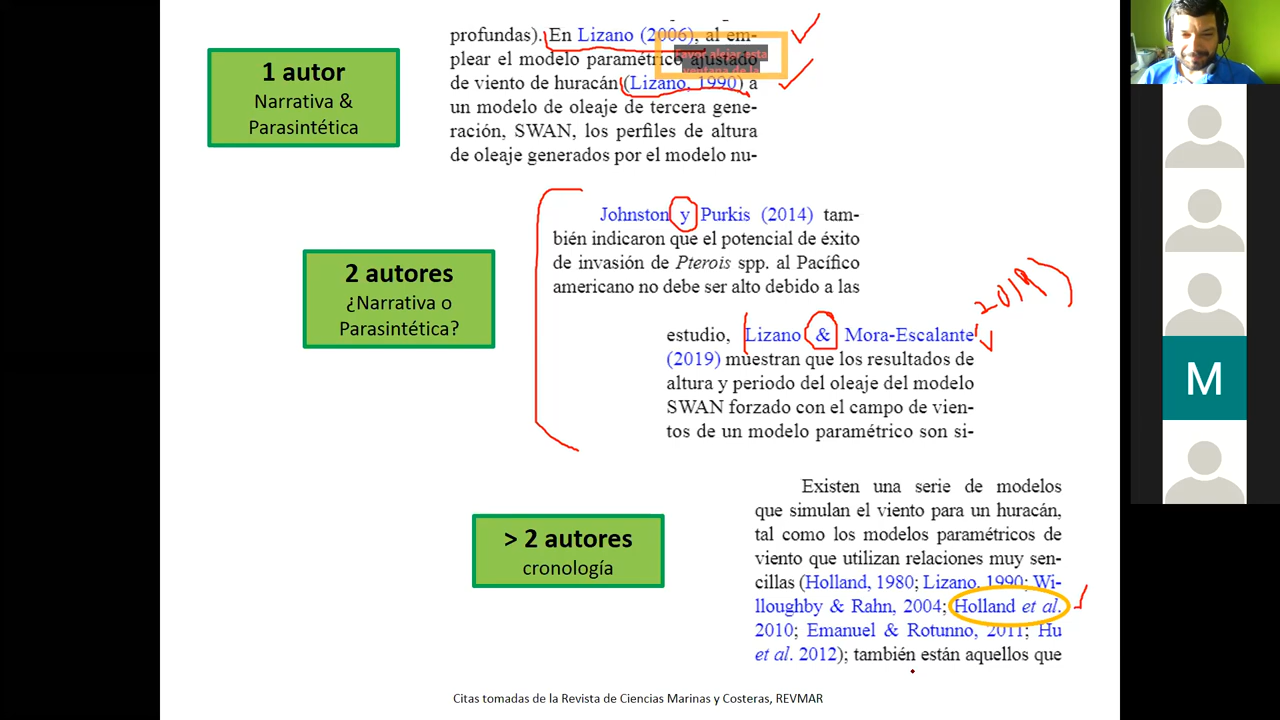 1 autor
Narrativa &
Parasintética
profundas). En Lizano (2006), al em-
plear el modelo paramétrico ajustado
de viento de huracán (Lizano, 1990) a
un modelo de oleaje de tercera gene-
ración, SWAN, los perfiles de altura
de oleaje generados por el modelo nu-
Favor alejar esta
ventana de la
2 autores
¿Narrativa o
Parasintética?
Johnston y Purkis (2014) tam-
bién indicaron que el potencial de éxito
de invasión de Pterois spp. al Pacífico
americano no debe ser alto debido a las
(2019)
estudio, Lizano & Mora-Escalante
(2019) muestran que los resultados de
altura y periodo del oleaje del modelo
SWAN forzado con el campo de vien-
tos de un modelo paramétrico son si-
M
> 2 autores
cronología
Existen una serie de modelos
que simulan el viento para un huracán,
tal como los modelos paramétricos de
viento que utilizan relaciones muy sen-
cillas (Holland, 1980; Lizano, 1990; Wi-
lloughby & Rahn, 2004; Holland et al.
2010; Emanuel & Rotunno, 2011; Hu
et al. 2012); también están aquellos que
Citas tomadas de la Revista de Ciencias Marinas y Costeras, REVMAR